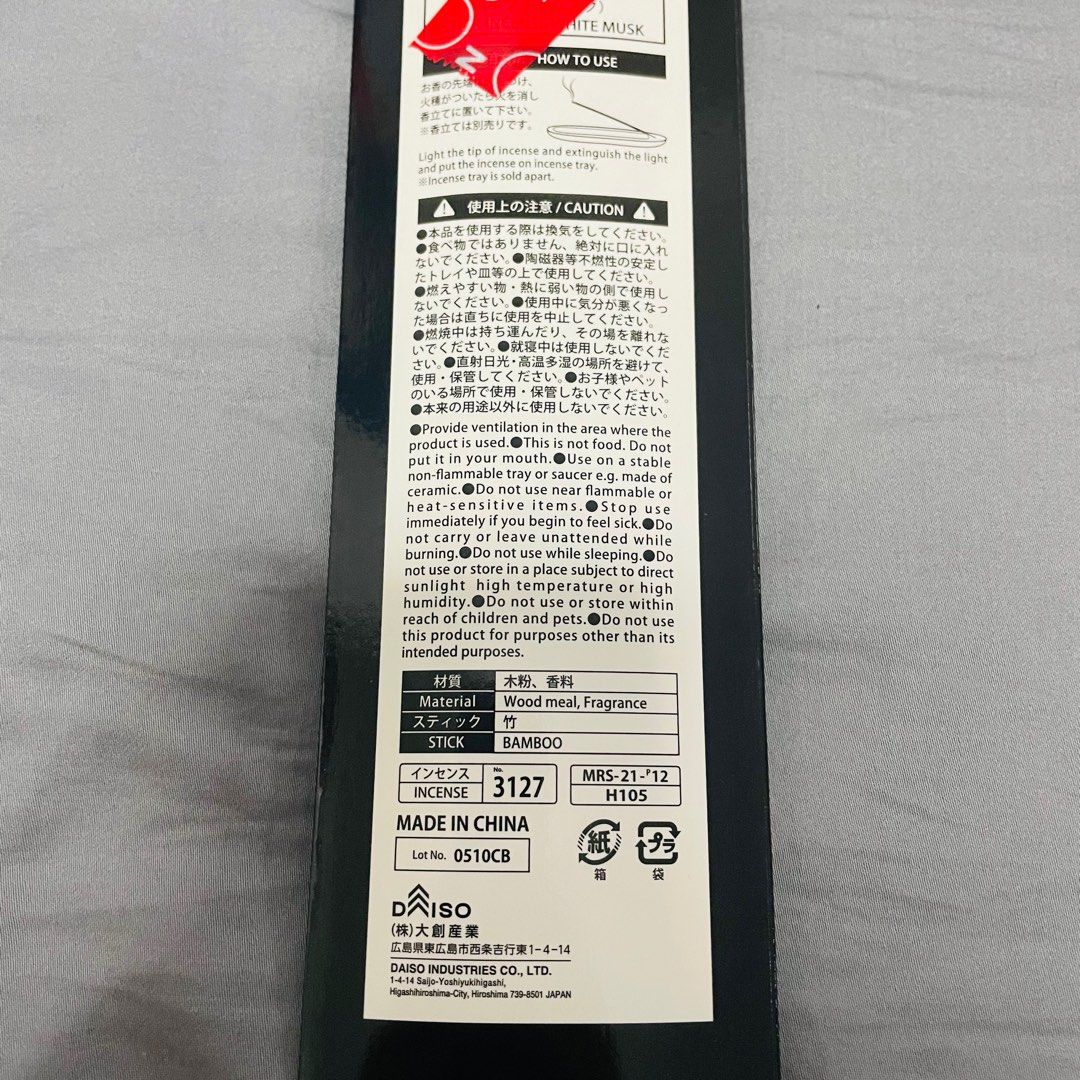 WHITE MUSK
HOW TO USE
お香の先端
火種がついたら火を消し
香立てに置いて下さい。
※香立ては別売りです。
Light the tip of incense and extinguish the light
and put the incense on incense tray.
※Incense tray is sold apart.
使用上の注意 / CAUTION
●本品を使用する際は換気をしてください。
●食べ物ではありません、絶対に口に入れ
ないでください。●陶磁器等不燃性の安定し
たトレイや皿等の上で使用してください。
●燃えやすい物・熱に弱い物の側で使用し
ないでください。●使用中に気分が悪くなっ
た場合は直ちに使用を中止してください。
●燃焼中は持ち運んだり、その場を離れな
いでください。●就寝中は使用しないでくだ
さい。●直射日光・高温多湿の場所を避けて、
使用・保管してください。●お子様やペット
のいる場所で使用・保管しないでください。
●本来の用途以外に使用しないでください。
●Provide ventilation in the area where the
product is used.●This is not food. Do not
put it in your mouth.●Use on a stable
non-flammable tray or saucer e.g. made of
ceramic.●Do not use near flammable or
heat-sensitive items.●Stop use
immediately if you begin to feel sick.●Do
not carry or leave unattended while
burning.●Do not use while sleeping.●Do
not use or store in a place subject to direct
sunlight high temperature or high
humidity.●Do not use or store within
reach of children and pets.●Do not use
this product for purposes other than its
intended purposes.
材質 木粉、香料
Material Wood meal, Fragrance
スティック 竹
STICK BAMBOO
インセンス No. 3127 MRS-21-P12
INCENSE H105
MADE IN CHINA
Lot No. 0510CB
紙 プラ
箱 袋
DAISO
(株)大創産業
広島県東広島市西条吉行東1-4-14
DAISO INDUSTRIES CO., LTD.
1-4-14 Saijo-Yoshiyukihigashi,
Higashihiroshima-City, Hiroshima 739-8501 JAPAN